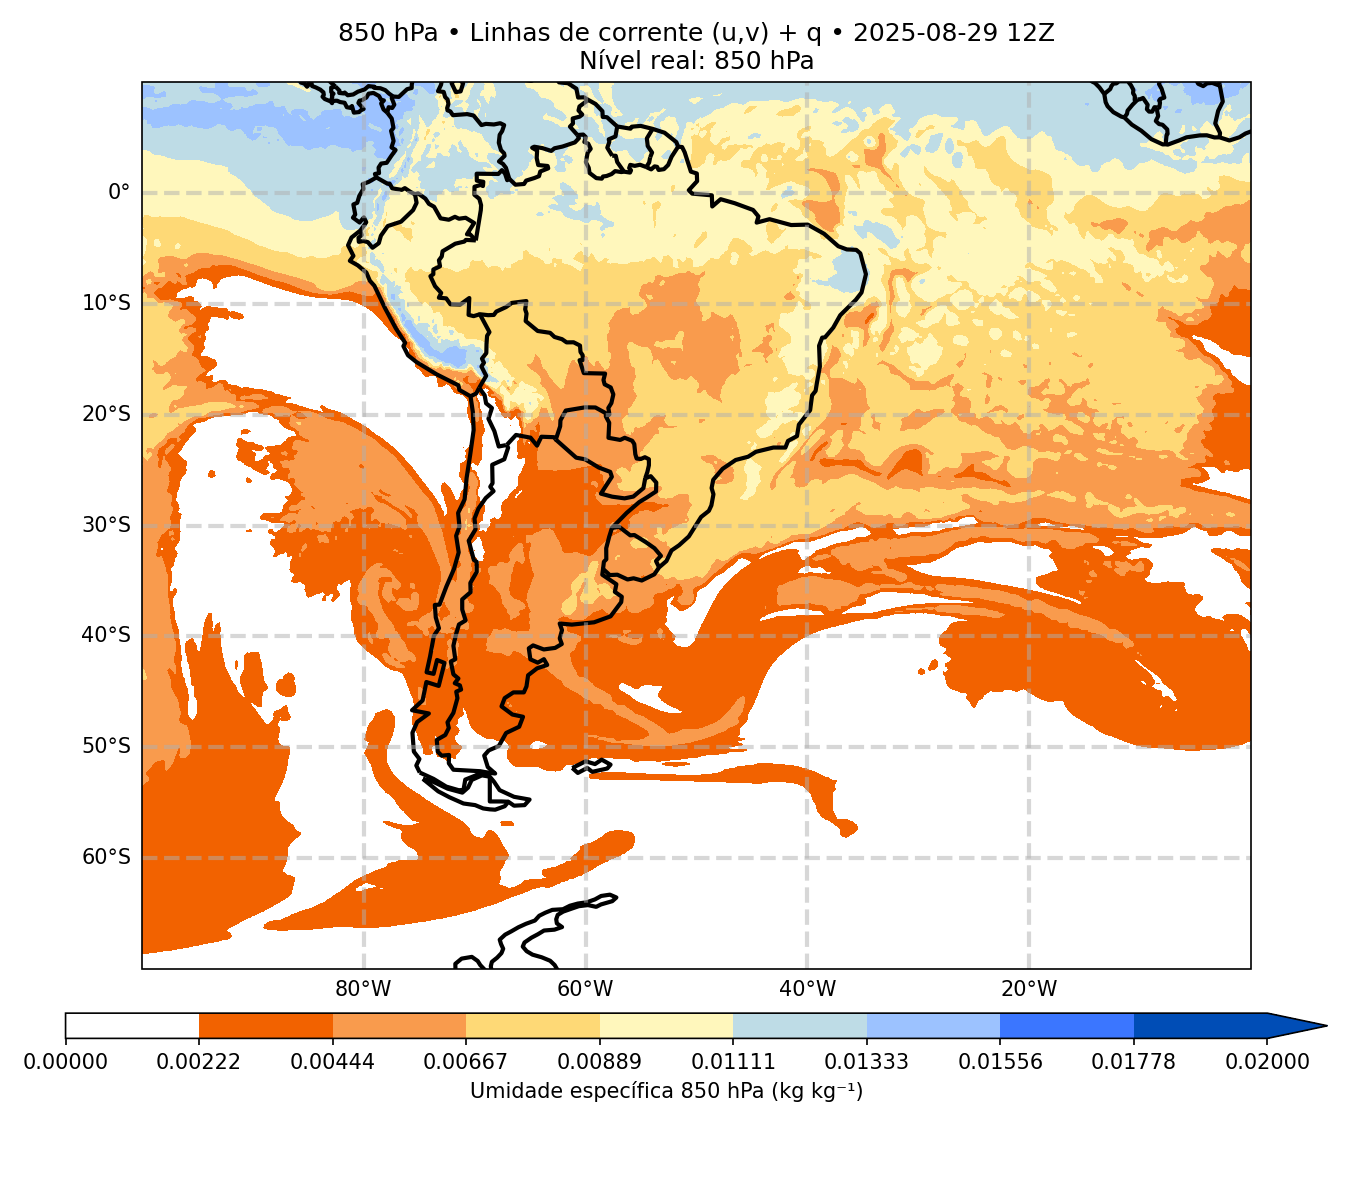 850 hPa • Linhas de corrente (u,v) + q • 2025-08-29 12Z
Nível real: 850 hPa
0°
10°S
20°S
30°S
40°S
50°S
60°S
80°W 60°W 40°W 20°W
0.00000 0.00222 0.00444 0.00667 0.00889 0.01111 0.01333 0.01556 0.01778 0.02000
Umidade específica 850 hPa (kg kg⁻¹)